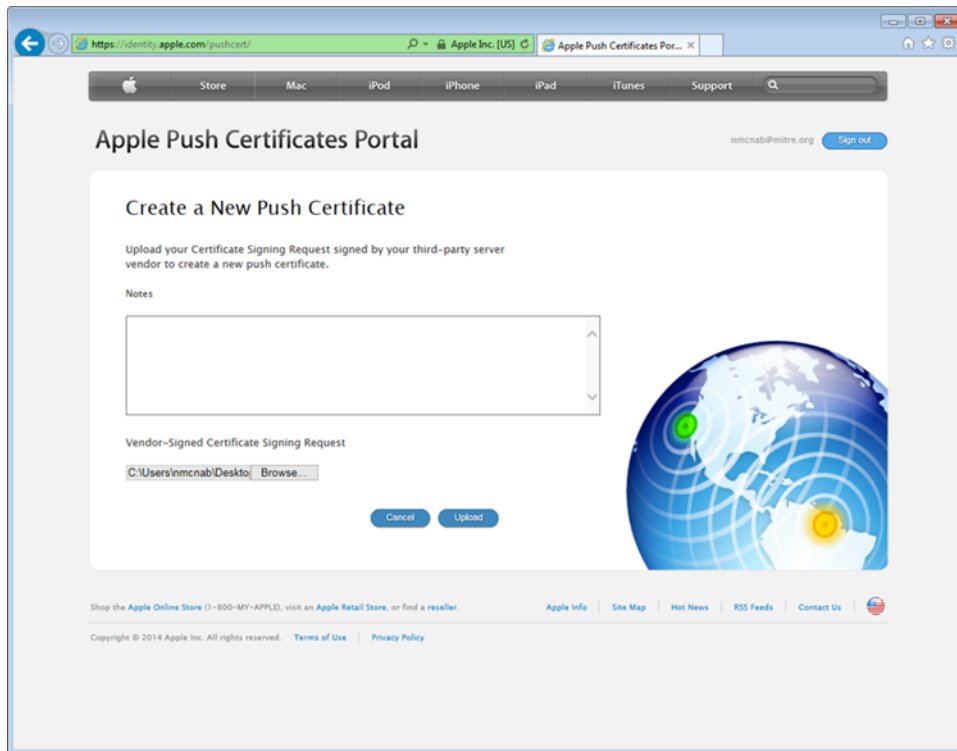 https://identity.apple.com/pushcert/
Apple Inc. [US]
Apple Push Certificates Por...
Store Mac iPod iPhone iPad iTunes Support
Apple Push Certificates Portal
nmcnab@mitre.org Sign out
Create a New Push Certificate
Upload your Certificate Signing Request signed by your third-party server
vendor to create a new push certificate.
Notes
Vendor-Signed Certificate Signing Request
C:\Users\nmcnab\Deskto Browse...
Cancel Upload
Shop the Apple Online Store (1-800-MY-APPLE), visit an Apple Retail Store, or find a reseller.
Apple Info Site Map Hot News RSS Feeds Contact Us
Copyright © 2014 Apple Inc. All rights reserved. Terms of Use Privacy Policy